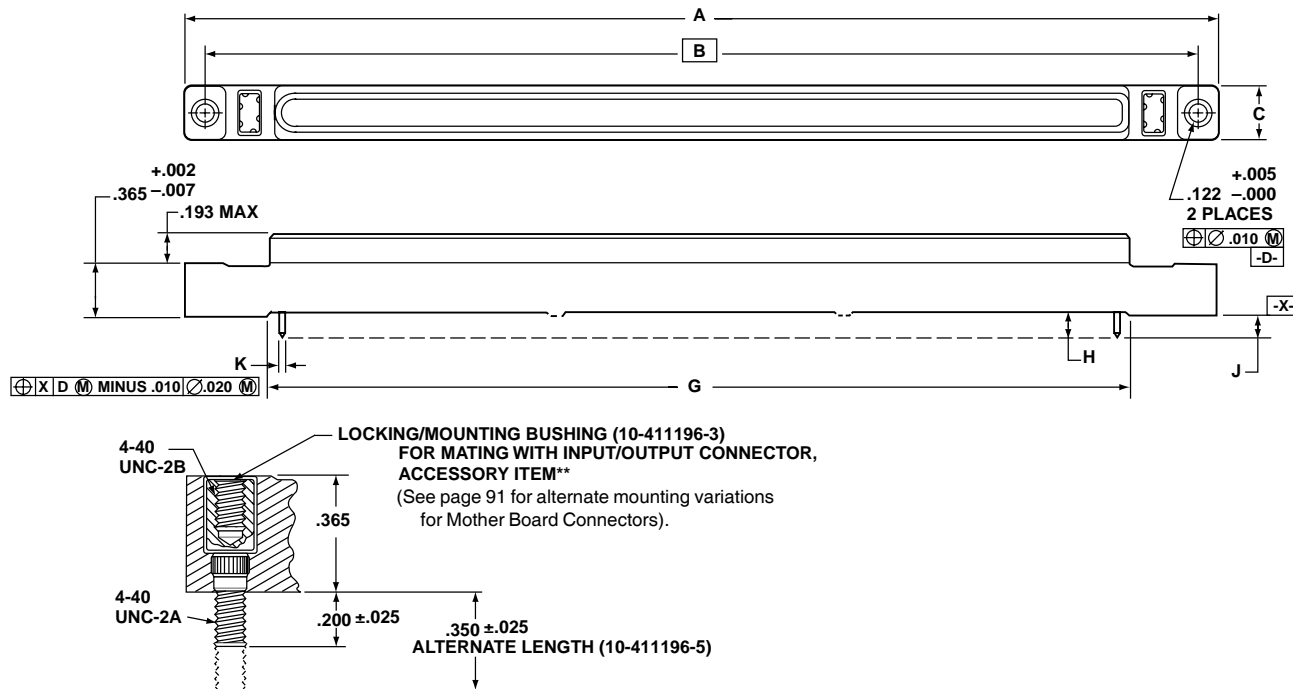 A
B
C
+.002
.365 –.007
.193 MAX
+.005
.122 –.000
2 PLACES
⌖ ∅ .010 Ⓜ
-D-
-X-
K
H
J
⌖ X D Ⓜ MINUS .010 ∅.020 Ⓜ
G
LOCKING/MOUNTING BUSHING (10-411196-3)
FOR MATING WITH INPUT/OUTPUT CONNECTOR,
ACCESSORY ITEM**
(See page 91 for alternate mounting variations
for Mother Board Connectors).
4-40
UNC-2B
.365
4-40
UNC-2A
.200 ±.025
.350 ±.025
ALTERNATE LENGTH (10-411196-5)